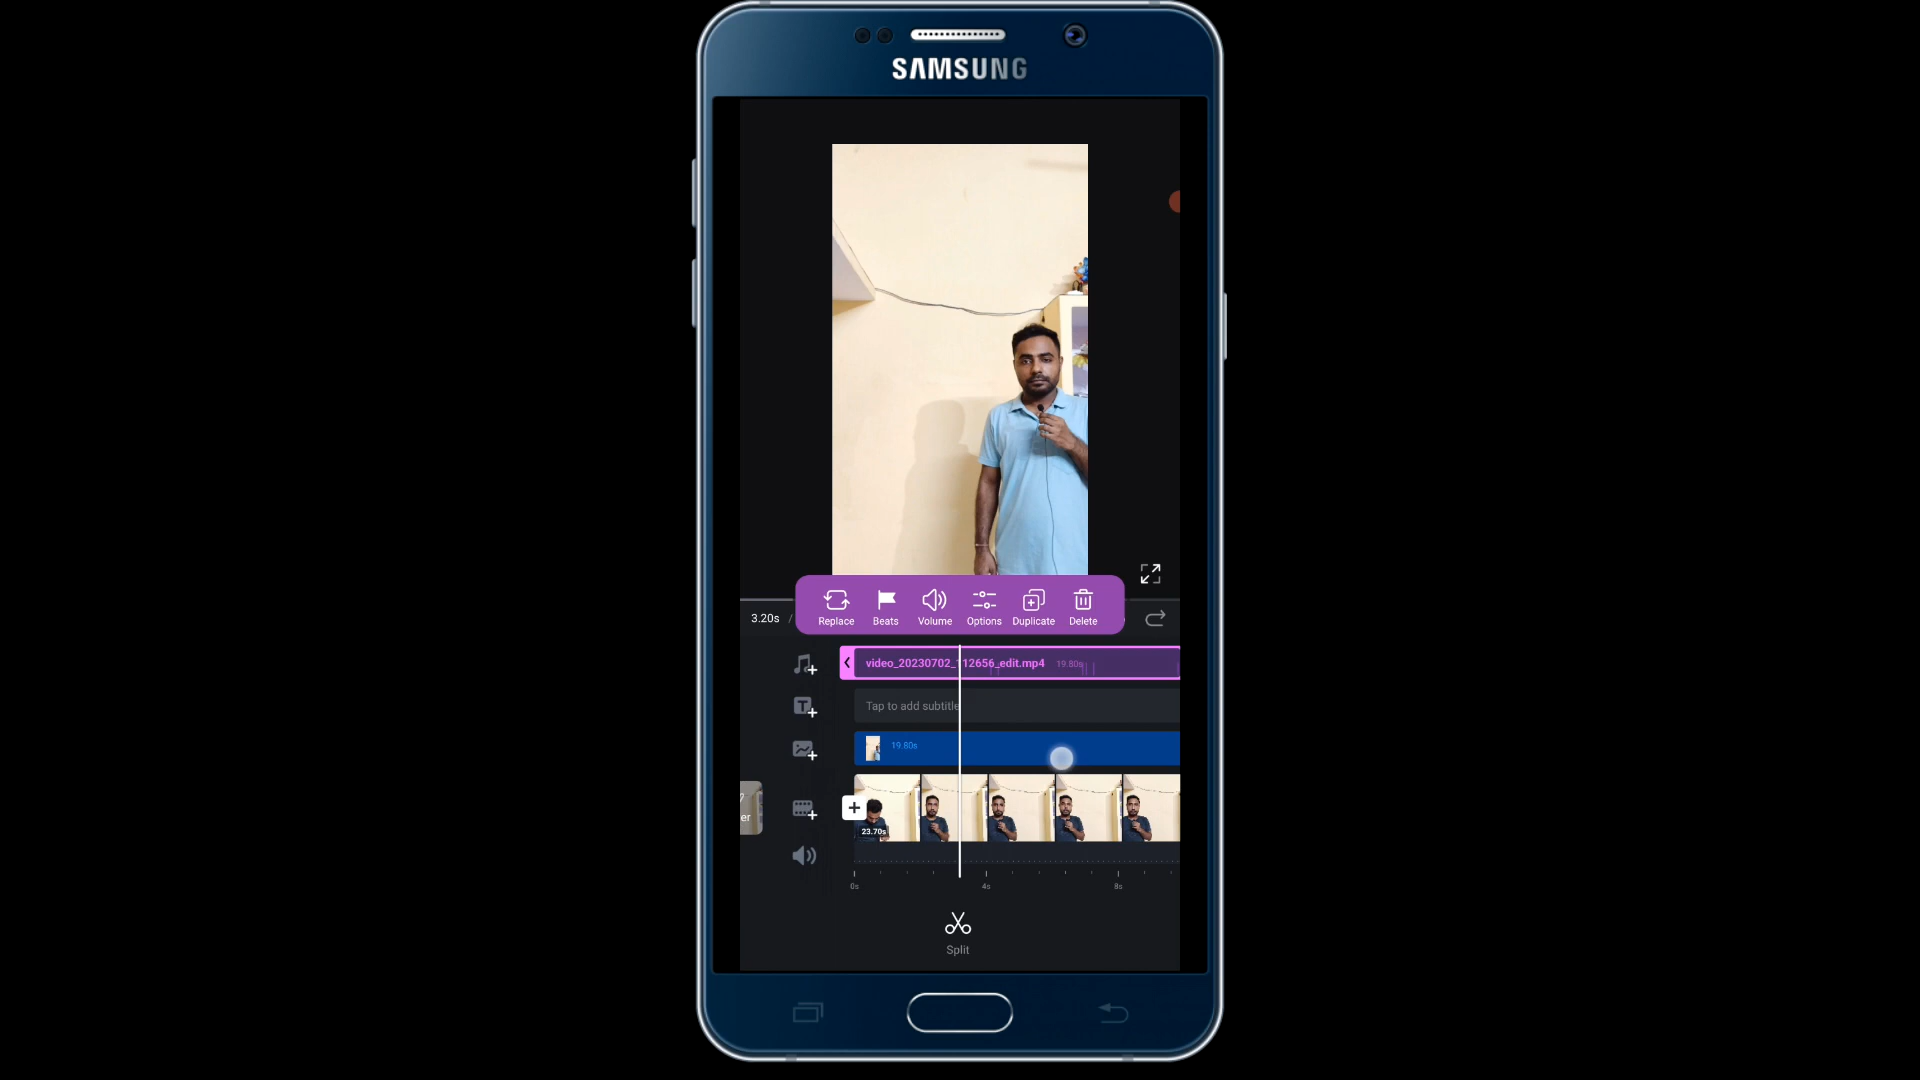 SAMSUNG
3.20s /
Replace
Beats
Volume
Options
Duplicate
Delete
video_20230702_112656_edit.mp4 19.80s
Tap to add subtitle
19.80s
er
23.70s
0s 4s 8s
Split